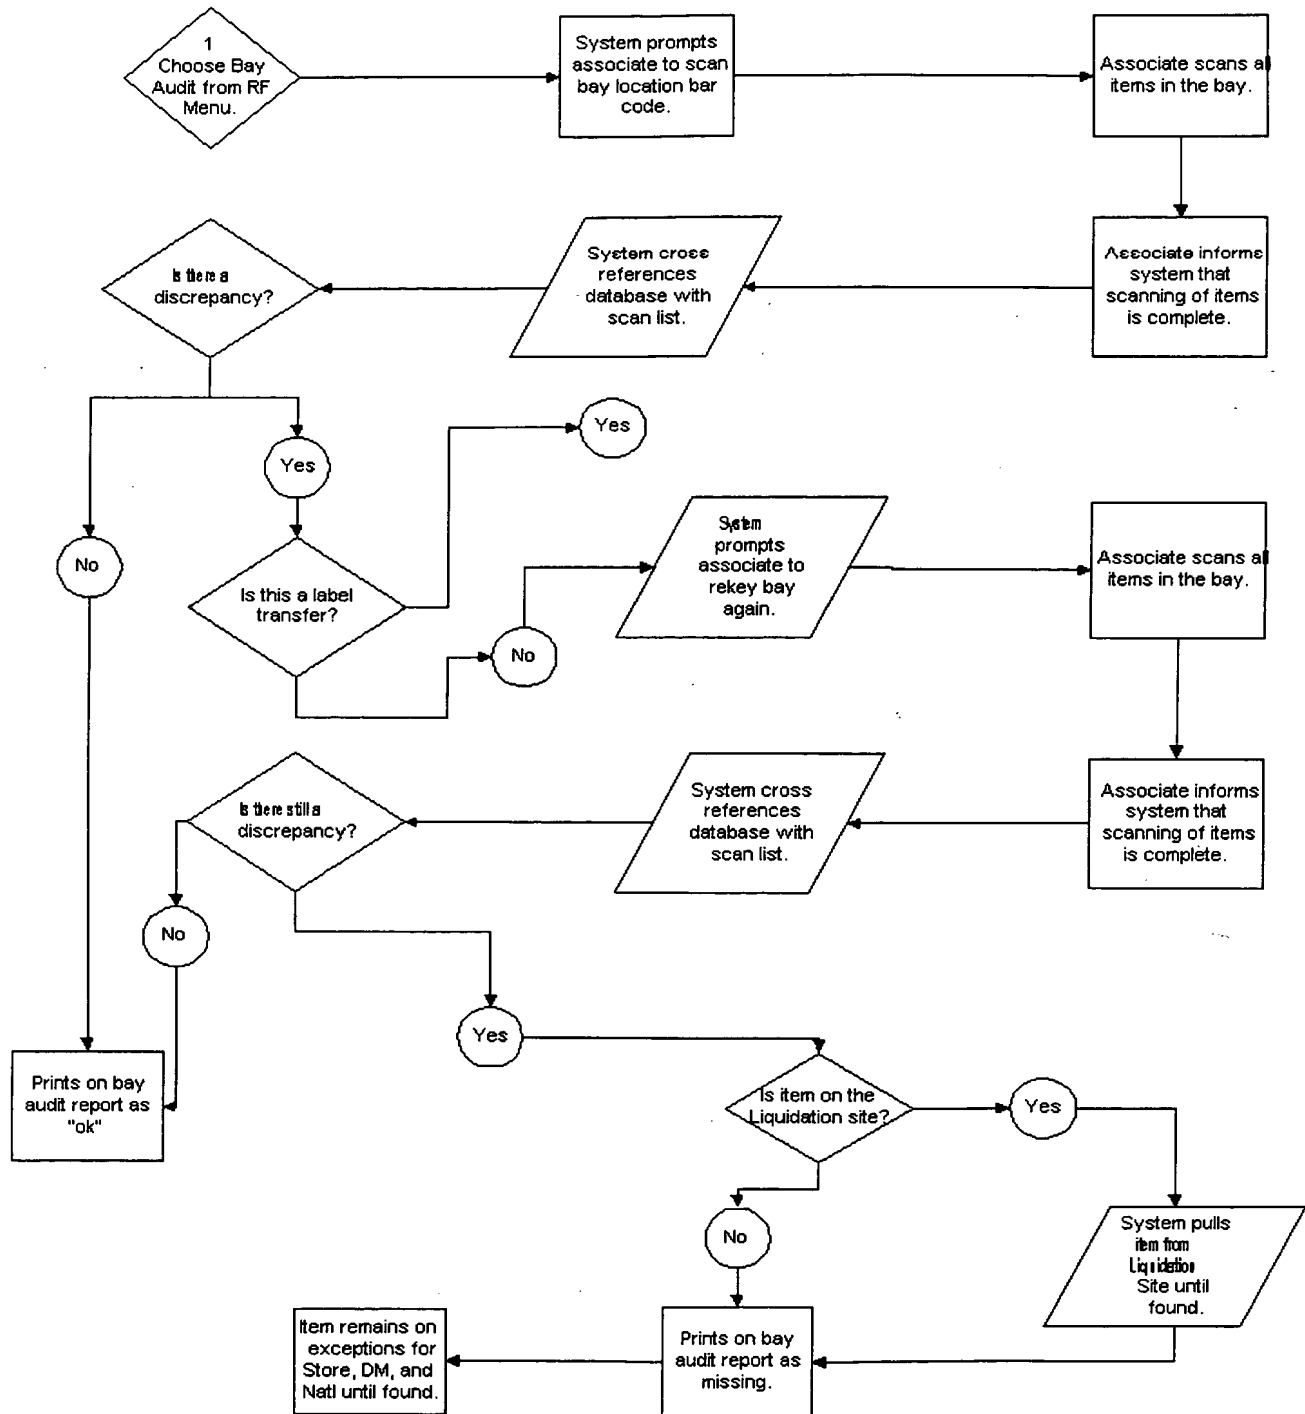 1
Choose Bay
Audit from RF
Menu.
System prompts
associate to scan
bay location bar
code.
Associate scans all
items in the bay.
Is there a
discrepancy?
System cross
references
database with
scan list.
Associate informs
system that
scanning of items
is complete.
Yes
Yes
No
Is this a label
transfer?
No
System
prompts
associate to
rekey bay
again.
Associate scans all
items in the bay.
Is there still a
discrepancy?
System cross
references
database with
scan list.
Associate informs
system that
scanning of items
is complete.
No
Yes
Prints on bay
audit report as
"ok"
Is item on the
Liquidation site?
Yes
No
System pulls
item from
Liquidation
Site until
found.
Item remains on
exceptions for
Store, DM, and
Natl until found.
Prints on bay
audit report as
missing.